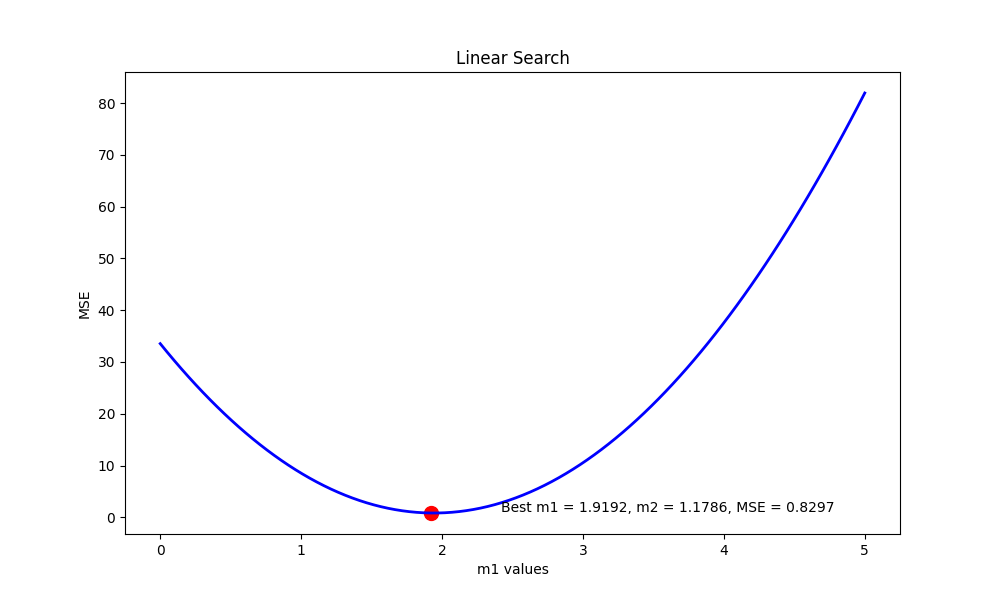 Linear Search
MSE
80
70
60
50
40
30
20
10
0
Best m1 = 1.9192, m2 = 1.1786, MSE = 0.8297
0 1 2 3 4 5
m1 values